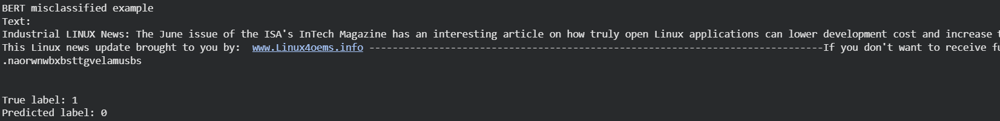 BERT misclassified example
Text:
Industrial LINUX News: The June issue of the ISA's InTech Magazine has an interesting article on how truly open Linux applications can lower development cost and increase
This Linux news update brought to you by:  www.Linux4oems.info ------------------------------------------------------------------------------If you don't want to receive
.naorwnwbxbsttgvelamusbs
True label: 1
Predicted label: 0